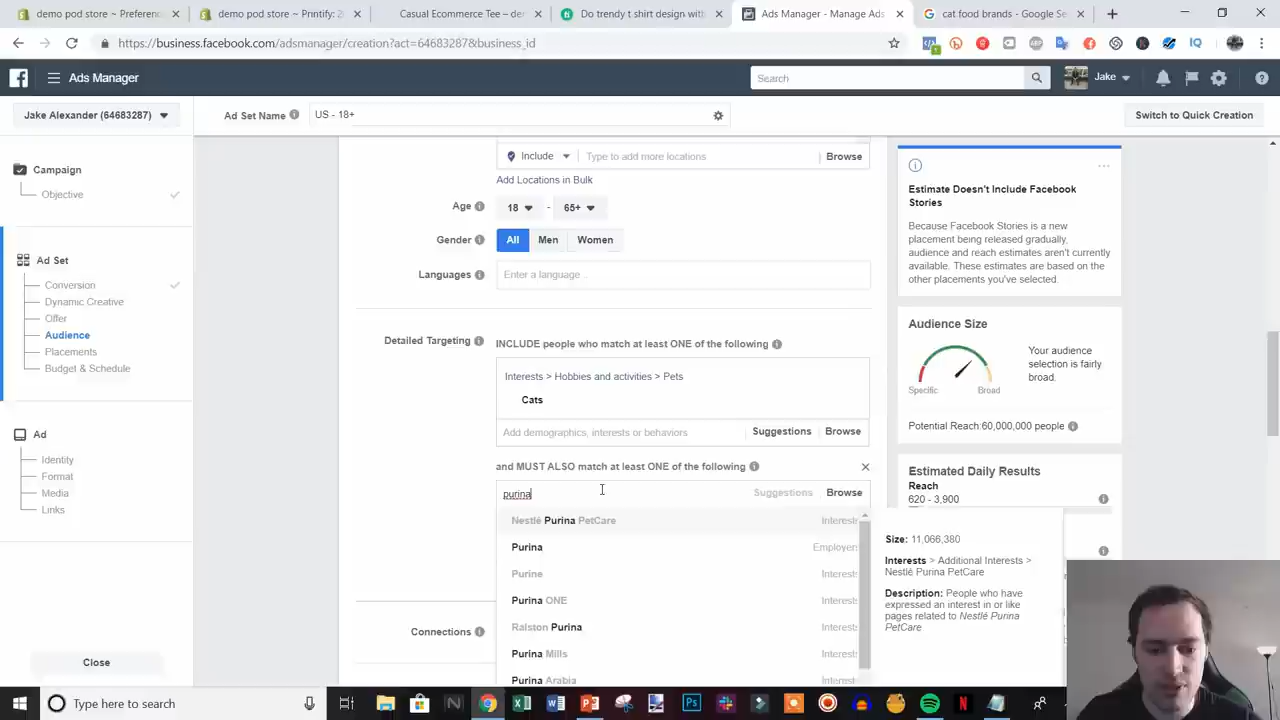 demo pod store ~ Preferenc
demo pod store ~ Printify: 2
Casual Ecommerce Tee – demo
Do trendy t shirt design with
Ads Manager - Manage Ads
cat food brands - Google Se
https://business.facebook.com/adsmanager/creation?act=64683287&business_id
Ads Manager
Search
Jake
Jake Alexander (64683287)
Ad Set Name
US - 18+
Switch to Quick Creation
Campaign
Objective
Ad Set
Conversion
Dynamic Creative
Offer
Audience
Placements
Budget & Schedule
Ad
Identity
Format
Media
Links
Close
Include
Type to add more locations
Browse
Add Locations in Bulk
Age
18
-
65+
Gender
All
Men
Women
Languages
Enter a language...
Detailed Targeting
INCLUDE people who match at least ONE of the following
Interests > Hobbies and activities > Pets
Cats
Add demographics, interests or behaviors
Suggestions
Browse
and MUST ALSO match at least ONE of the following
purina
Suggestions
Browse
Nestlé Purina PetCare
Interests
Purina
Employers
Purine
Interests
Purina ONE
Interests
Ralston Purina
Interests
Purina Mills
Interests
Purina Arabia
Interests
Connections
Size: 11,066,380
Interests > Additional Interests >
Nestlé Purina PetCare
Description: People who have
expressed an interest in or like
pages related to Nestlé Purina
PetCare
Estimate Doesn't Include Facebook
Stories
Because Facebook Stories is a new
placement being released gradually,
audience and reach estimates aren't currently
available. These estimates are based on the
other placements you've selected.
Audience Size
Your audience
selection is fairly
broad.
Specific
Broad
Potential Reach:60,000,000 people
Estimated Daily Results
Reach
620 - 3,900
Type here to search